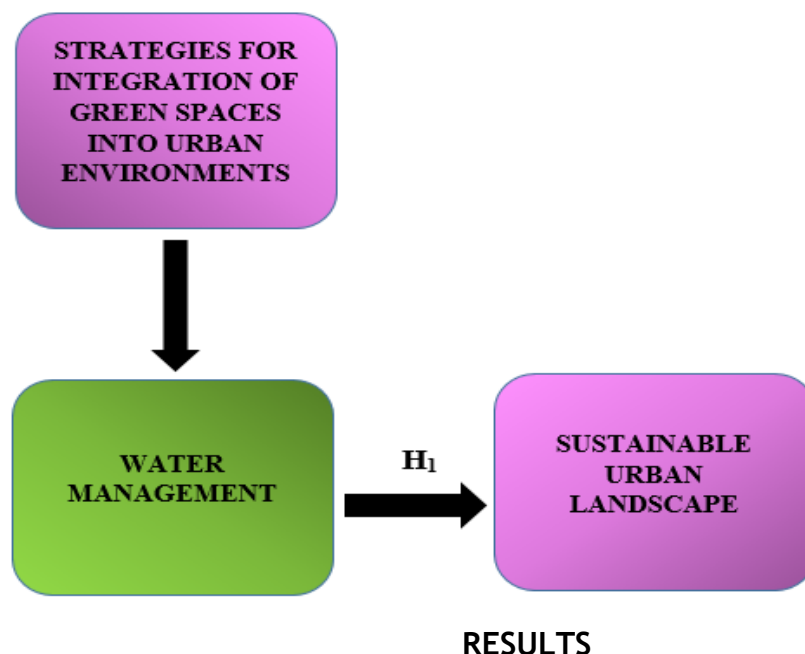 STRATEGIES FOR
INTEGRATION OF
GREEN SPACES
INTO URBAN
ENVIRONMENTS
WATER
MANAGEMENT
H₁
SUSTAINABLE
URBAN
LANDSCAPE
RESULTS